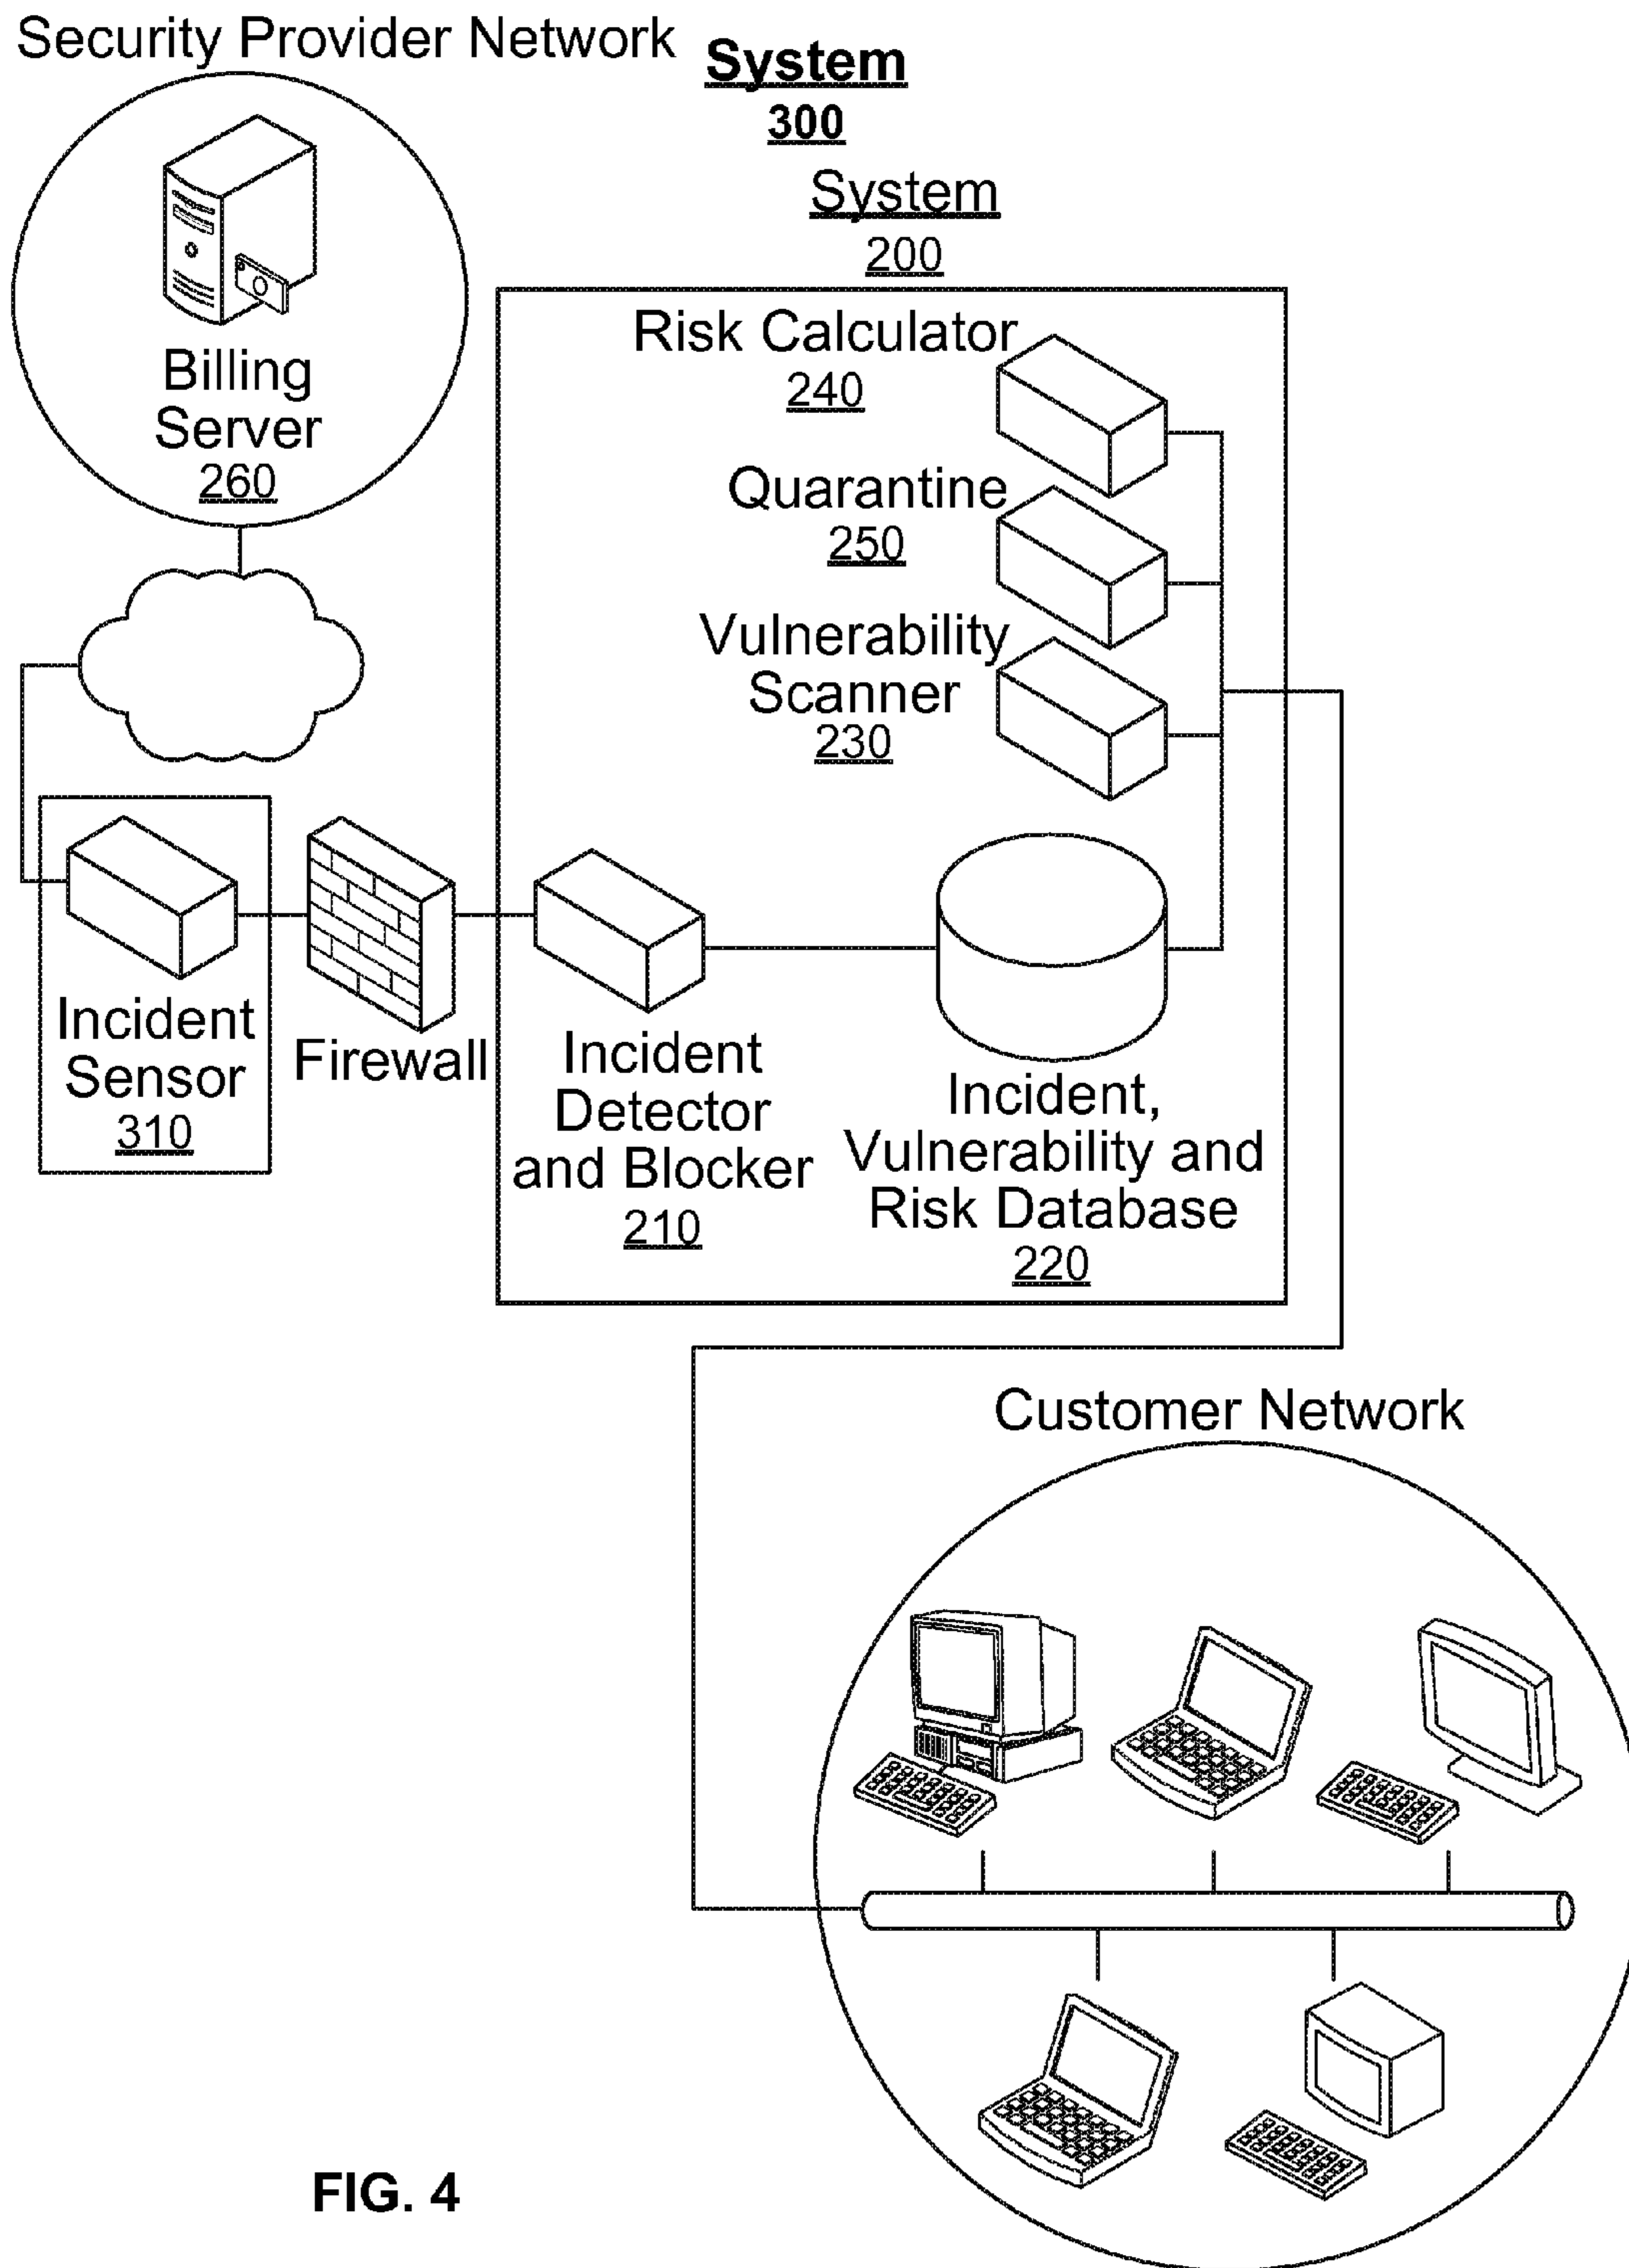 Security Provider Network
System
300
System
200
Billing
Server
260
Risk Calculator
240
Quarantine
250
Vulnerability
Scanner
230
Incident
Sensor
310
Firewall
Incident
Detector
and Blocker
210
Incident,
Vulnerability and
Risk Database
220
Customer Network
FIG. 4